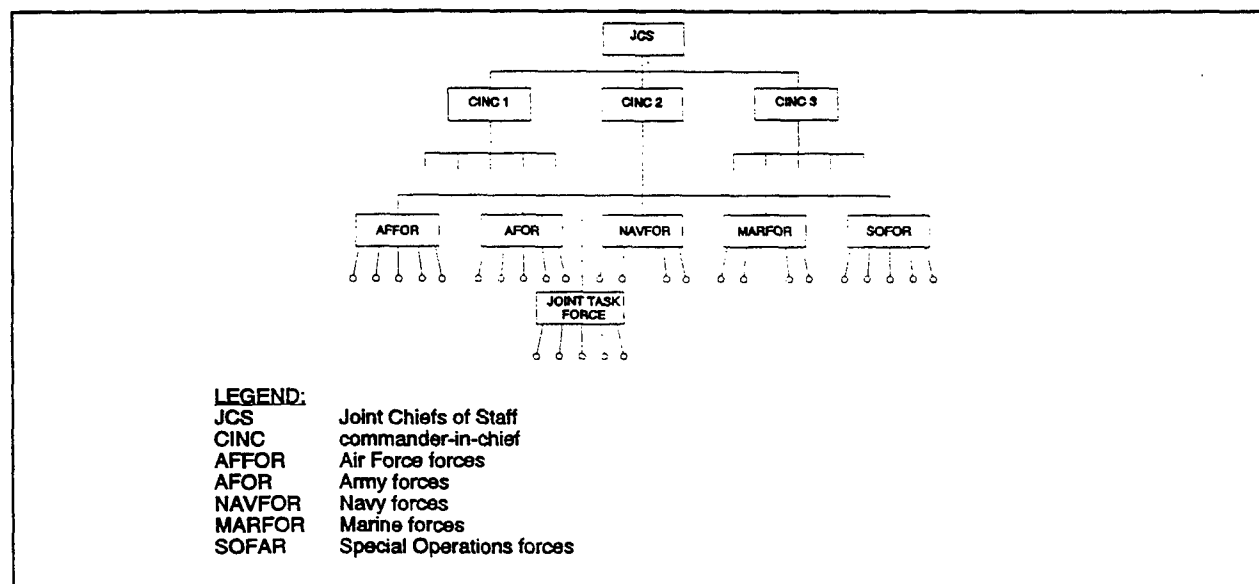 JCS
CINC 1 CINC 2 CINC 3
AFFOR AFOR NAVFOR MARFOR SOFOR
JOINT TASK
FORCE
LEGEND:
JCS Joint Chiefs of Staff
CINC commander-in-chief
AFFOR Air Force forces
AFOR Army forces
NAVFOR Navy forces
MARFOR Marine forces
SOFAR Special Operations forces